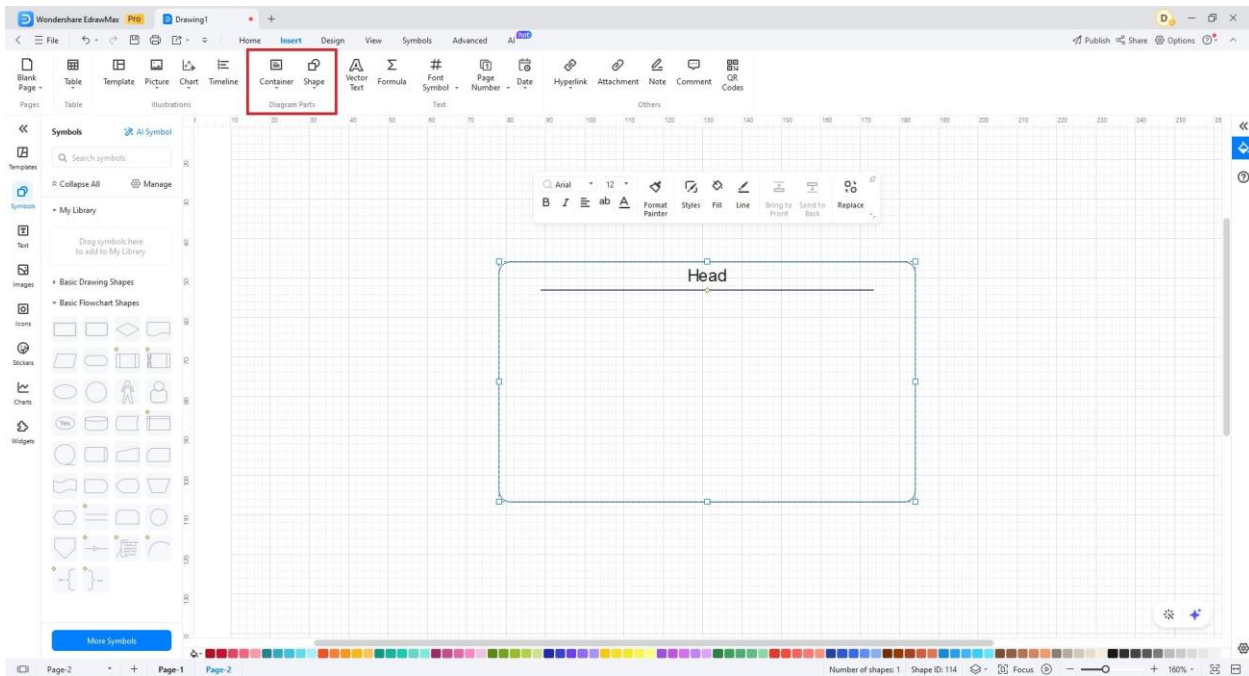 Wondershare EdrawMax Pro Drawing1
File Home Insert Design View Symbols Advanced AI hot Publish Share Options
Blank Page Table Template Picture Chart Timeline Container Shape Vector Text Formula Font Symbol Page Number Date Hyperlink Attachment Note Comment QR Codes
Pages Table Illustrations Diagram Parts Text Others
Symbols AI Symbol
Search symbols
Collapse All Manage
My Library
Drag symbols here
to add to My Library
Basic Drawing Shapes
Basic Flowchart Shapes
Yes
More Symbols
Templates
Symbols
Text
Images
Icons
Stickers
Charts
Widgets
Arial 12
B I ab A Format Painter Styles Fill Line Bring to Front Send to Back Replace
Head
Page-2 Page-1 Page-2 Number of shapes: 1 Shape ID: 114 Focus 160%